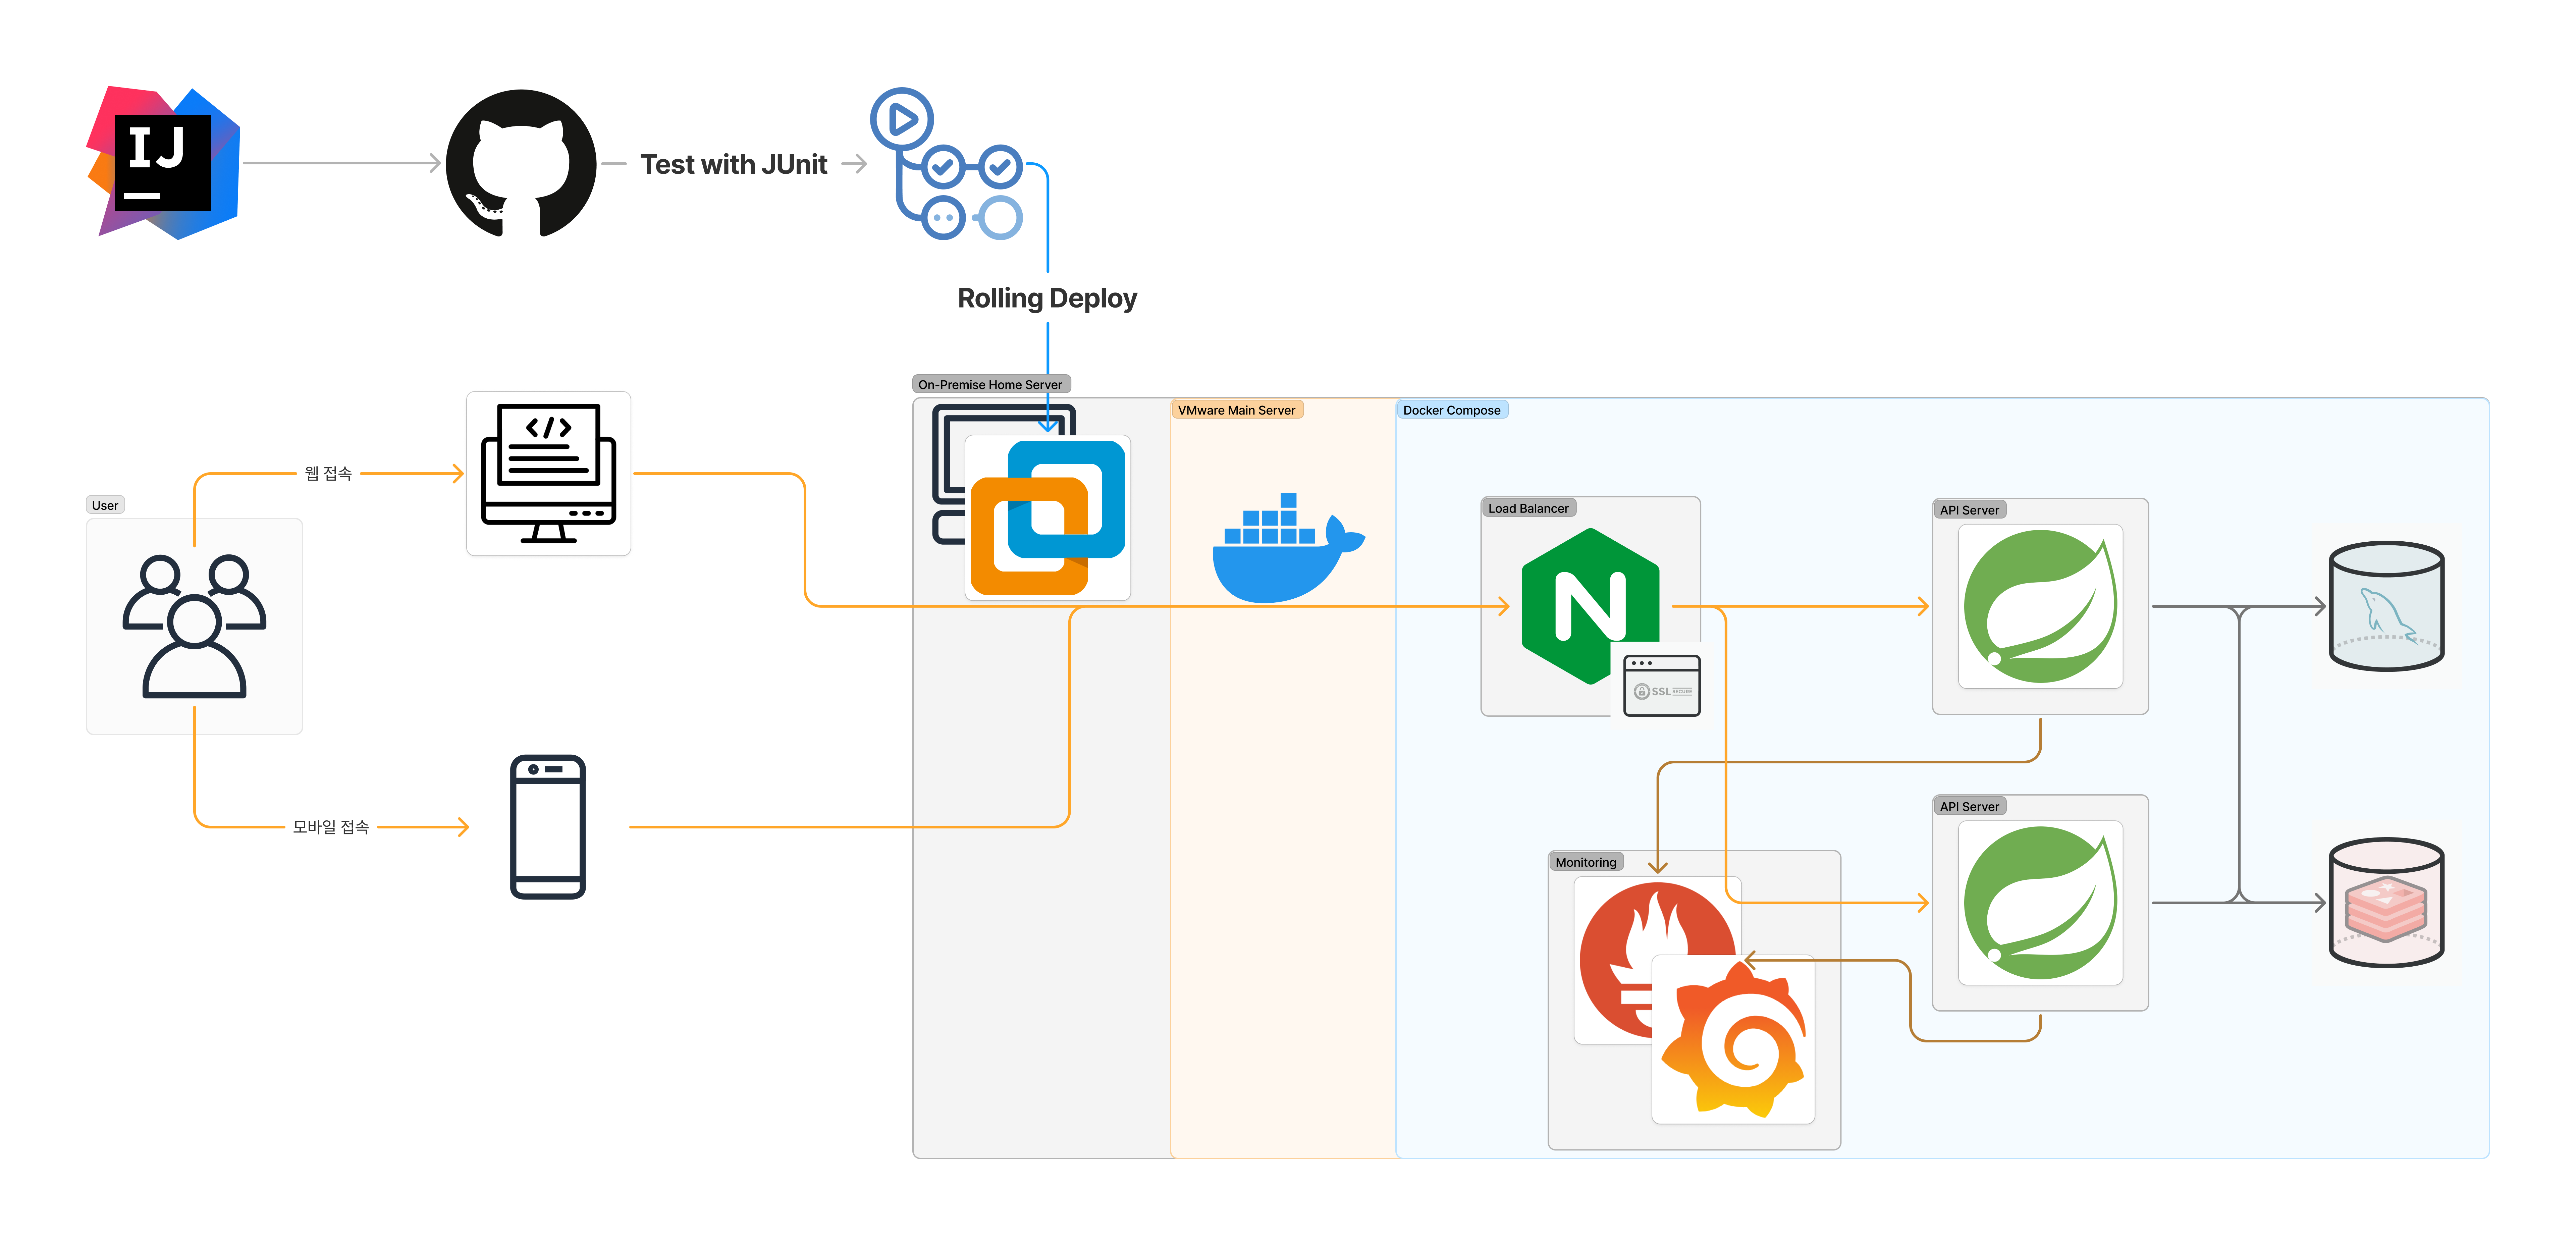 IJ
Test with JUnit
Rolling Deploy
On-Premise Home Server
VMware Main Server
Docker Compose
웹 접속
User
Load Balancer
API Server
SSL SECURE
모바일 접속
API Server
Monitoring